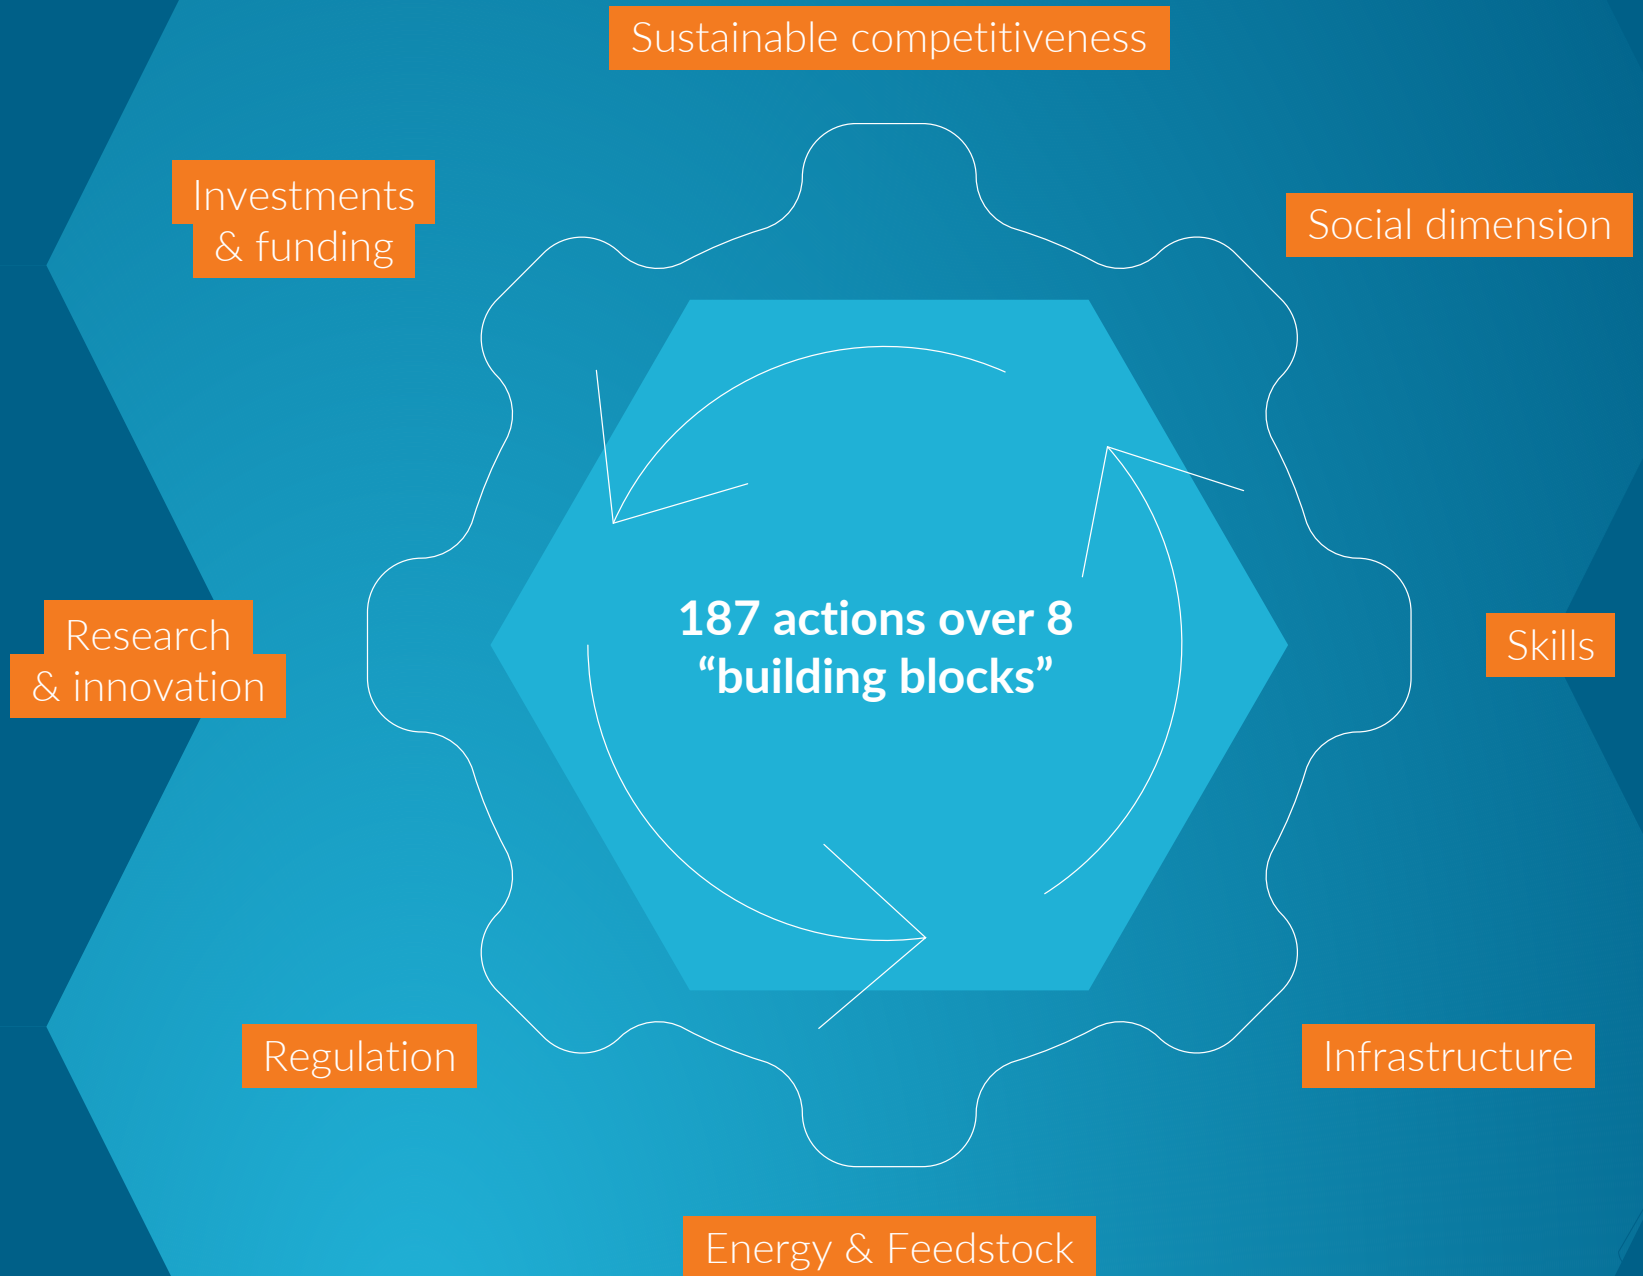 Sustainable competitiveness
Investments
& funding
Social dimension
187 actions over 8
“building blocks”
Research
& innovation
Skills
Regulation
Infrastructure
Energy & Feedstock